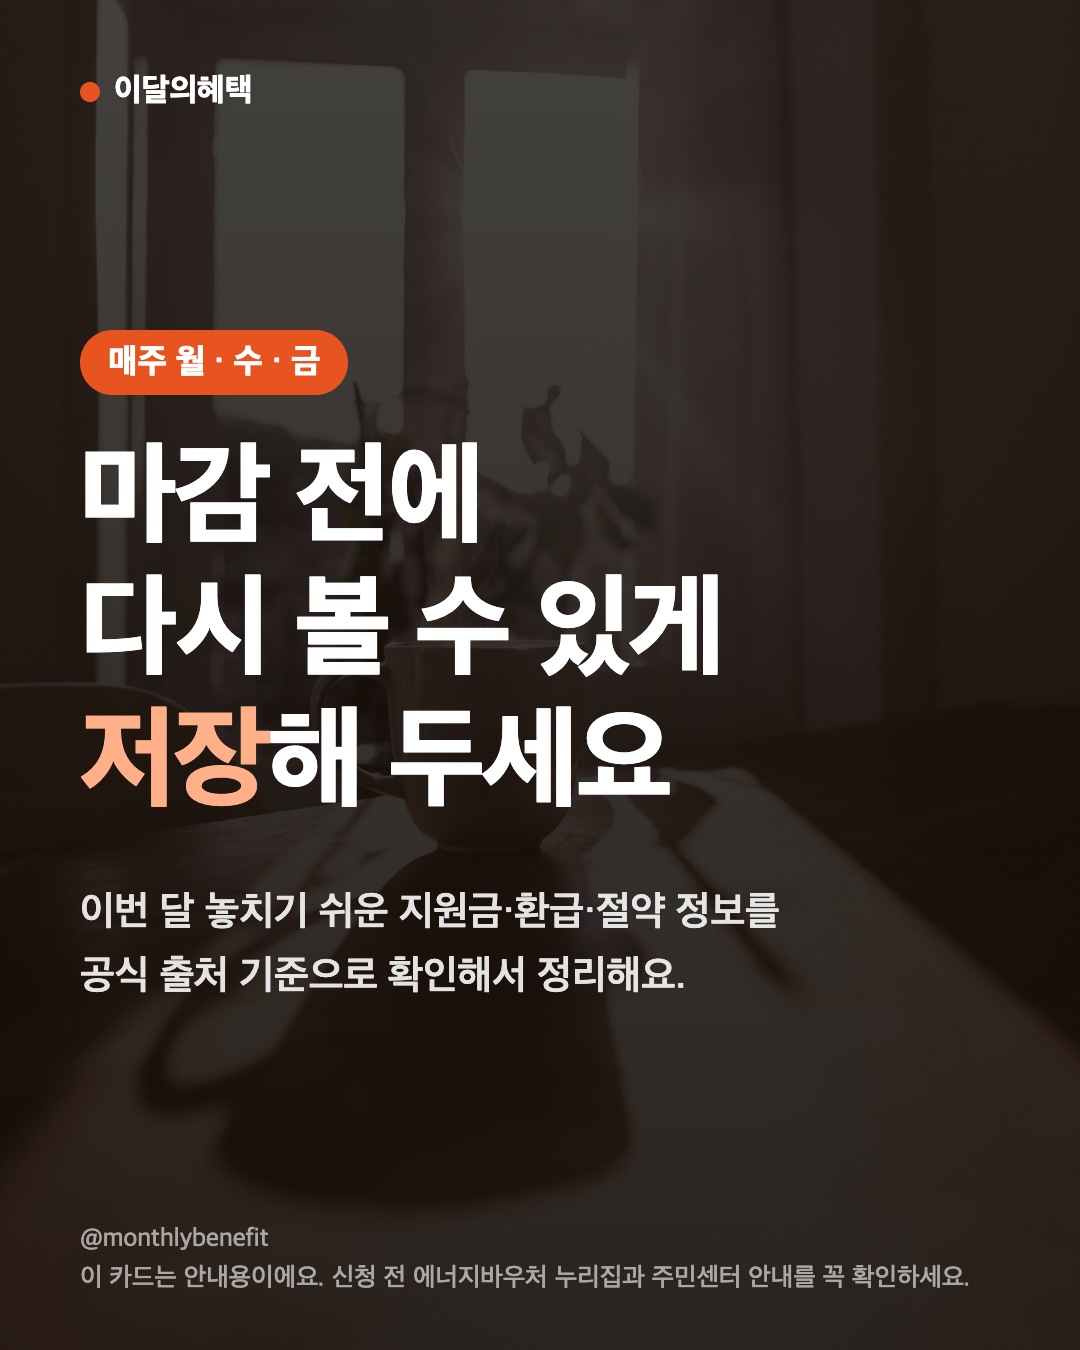 이달의혜택
매주 월 · 수 · 금
마감 전에
다시 볼 수 있게
저장해 두세요
이번 달 놓치기 쉬운 지원금·환급·절약 정보를
공식 출처 기준으로 확인해서 정리해요.
@monthlybenefit
이 카드는 안내용이에요. 신청 전 에너지바우처 누리집과 주민센터 안내를 꼭 확인하세요.